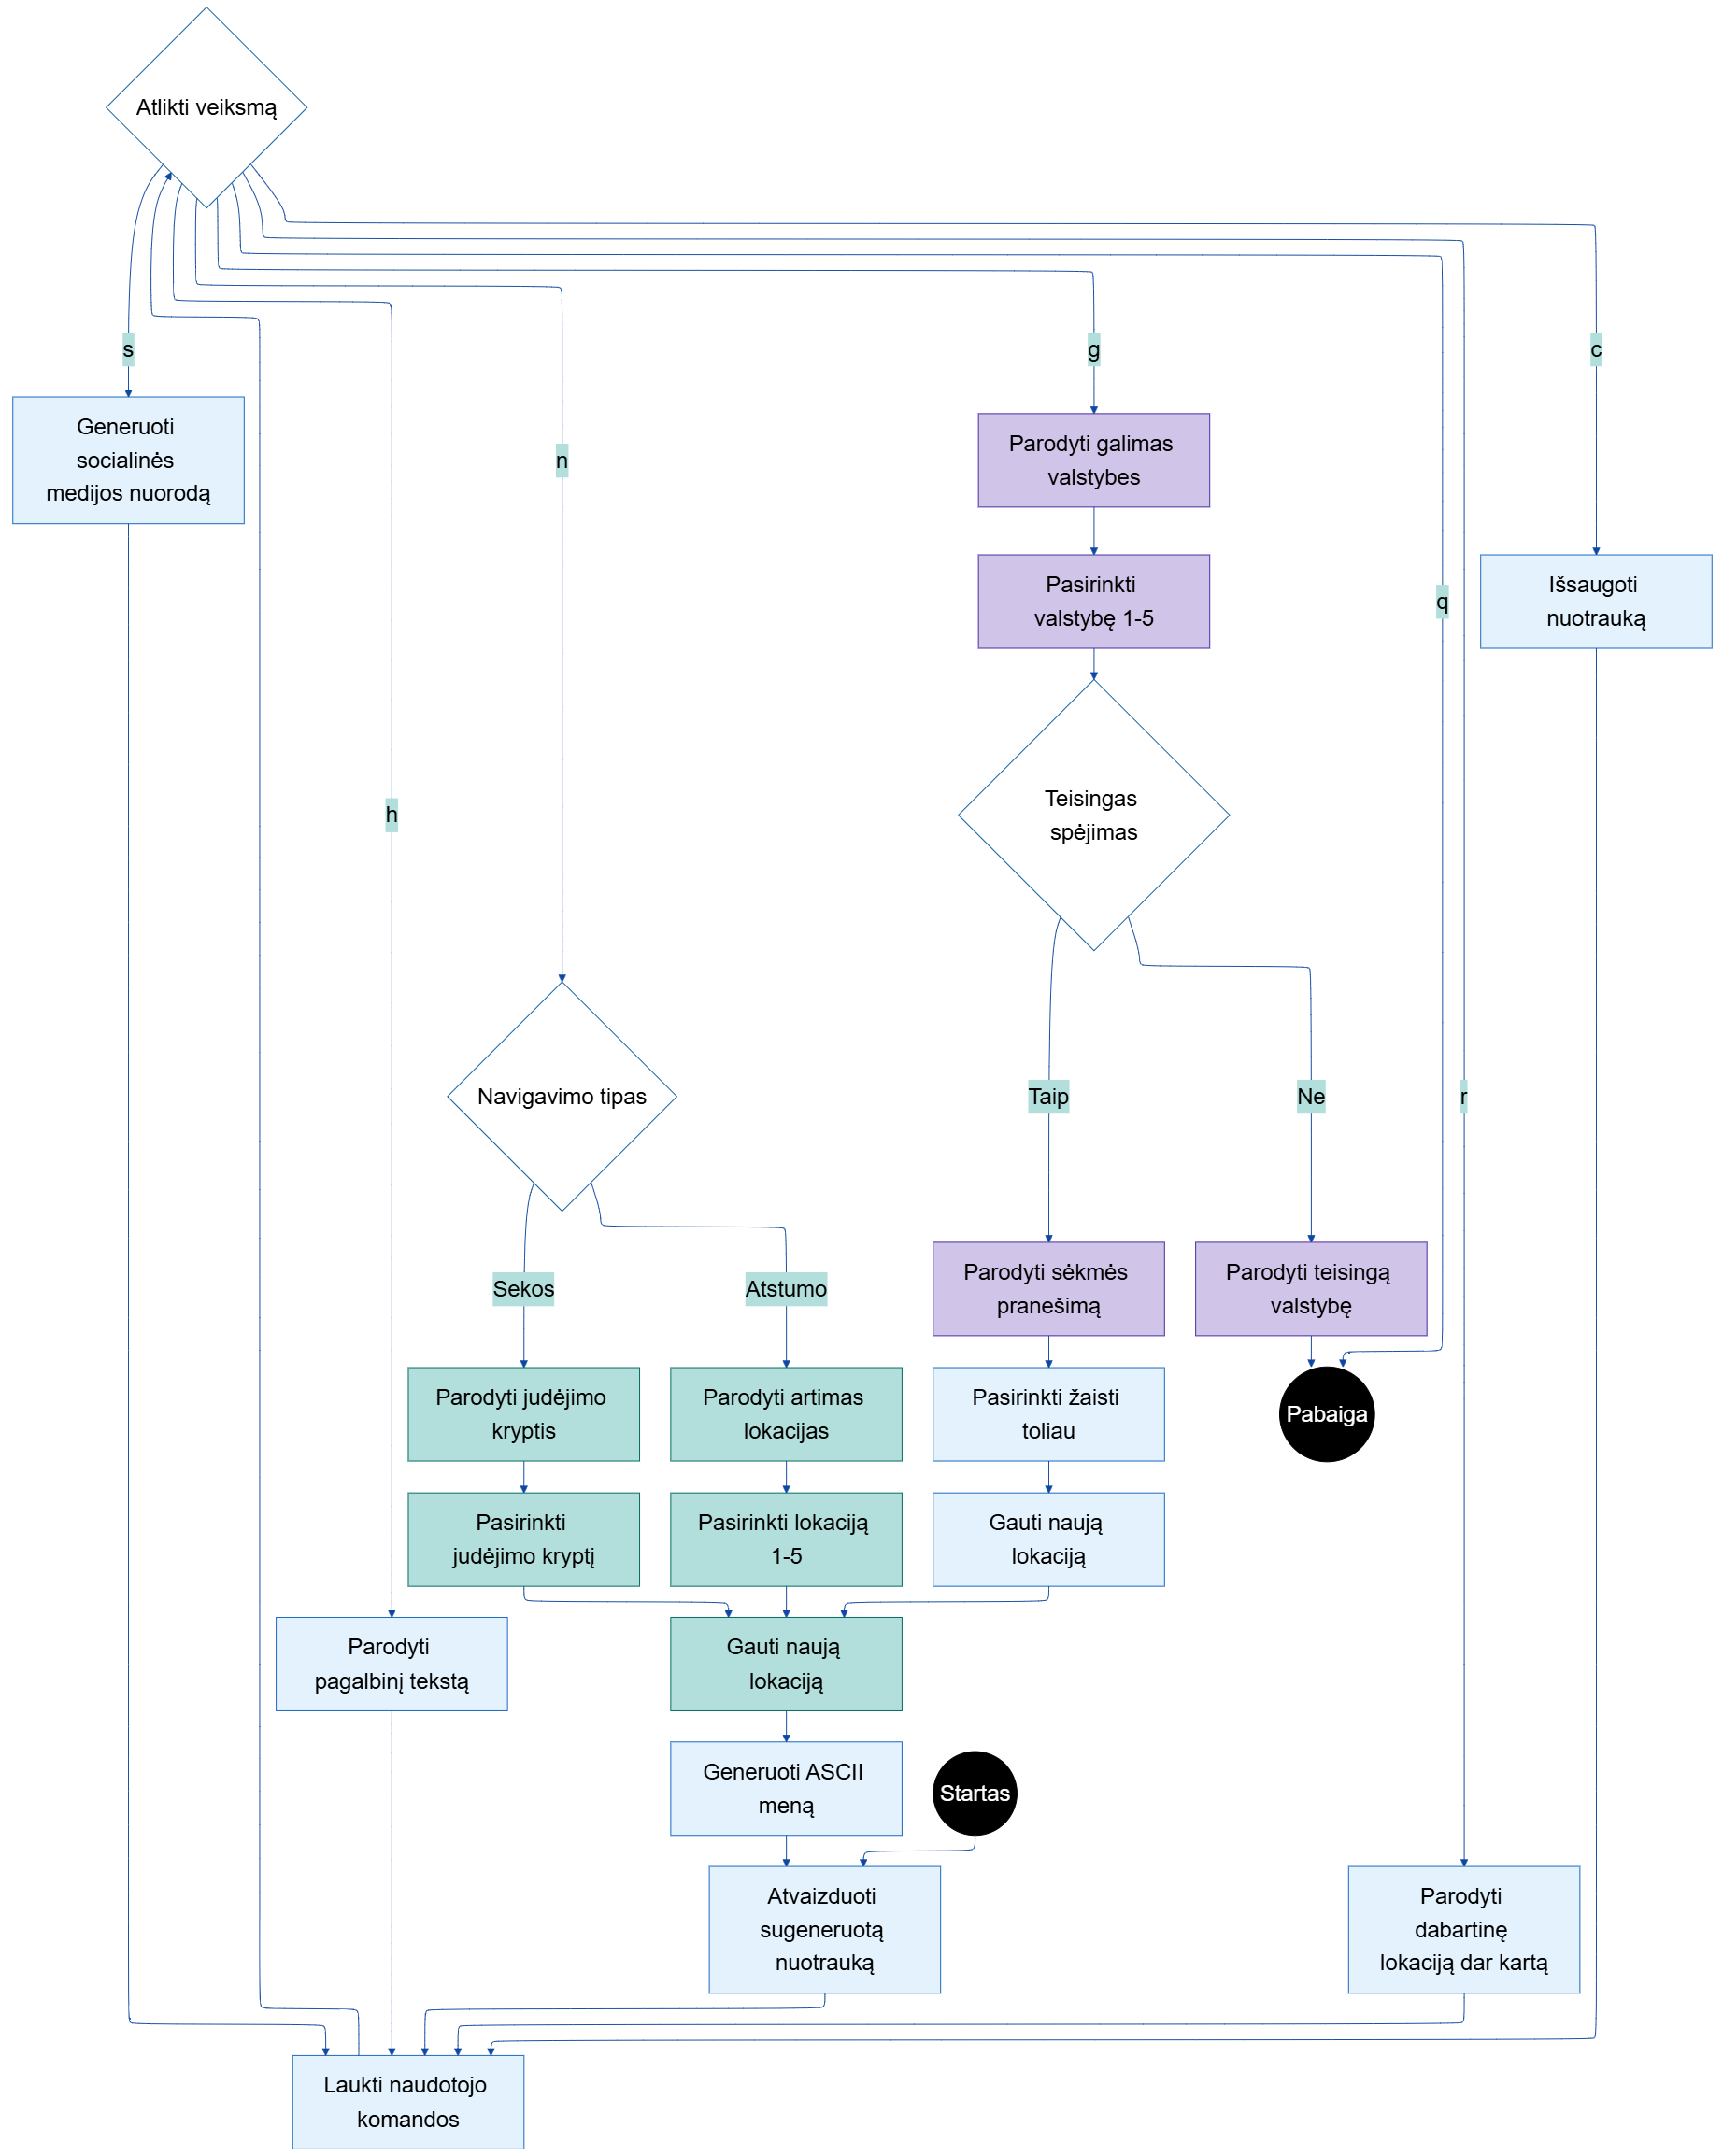 Atlikti veiksmą
s
g
c
Generuoti
socialinės
medijos nuorodą
n
Parodyti galimas
valstybes
Pasirinkti
valstybę 1-5
q
Išsaugoti
nuotrauką
h
Teisingas
spėjimas
Navigavimo tipas
Taip
Ne
r
Sekos
Atstumo
Parodyti sėkmės
pranešimą
Parodyti teisingą
valstybę
Parodyti judėjimo
kryptis
Parodyti artimas
lokacijas
Pasirinkti žaisti
toliau
Pabaiga
Pasirinkti
judėjimo kryptį
Pasirinkti lokaciją
1-5
Gauti naują
lokaciją
Parodyti
pagalbinį tekstą
Gauti naują
lokaciją
Generuoti ASCII
meną
Startas
Atvaizduoti
sugeneruotą
nuotrauką
Parodyti
dabartinę
lokaciją dar kartą
Laukti naudotojo
komandos